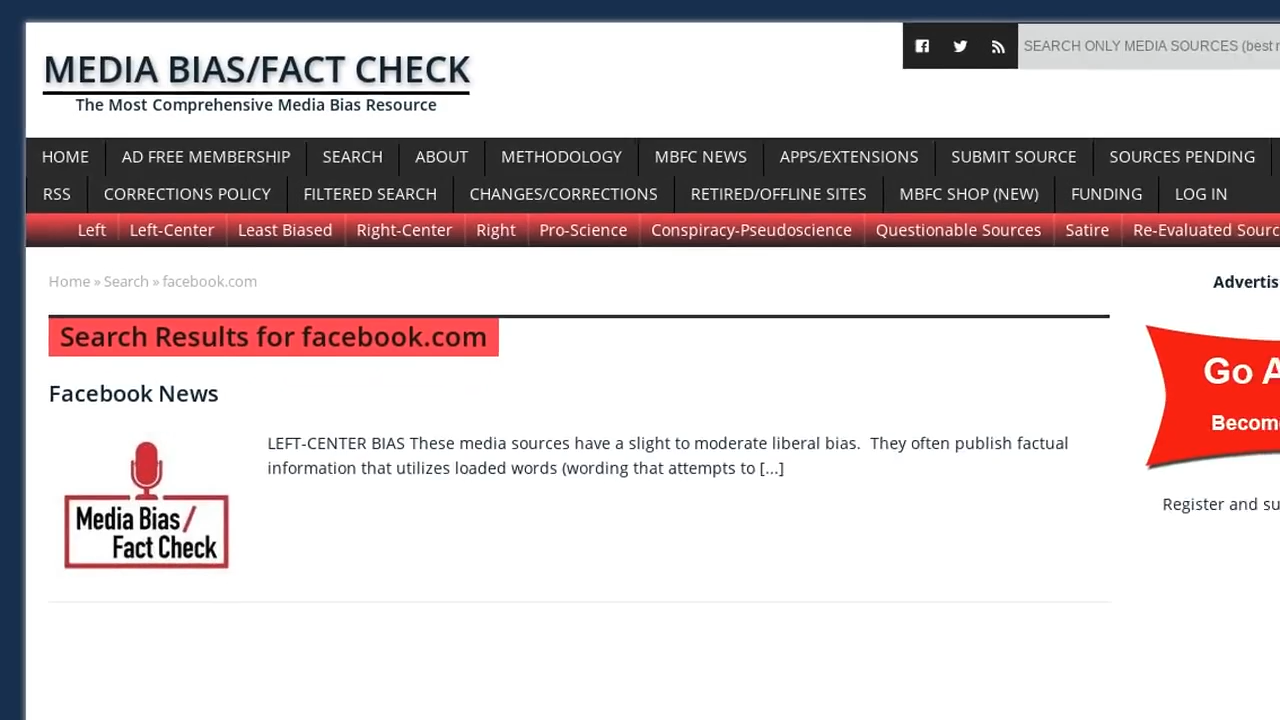 MEDIA BIAS/FACT CHECK
The Most Comprehensive Media Bias Resource
SEARCH ONLY MEDIA SOURCES (best
HOME AD FREE MEMBERSHIP SEARCH ABOUT METHODOLOGY MBFC NEWS APPS/EXTENSIONS SUBMIT SOURCE SOURCES PENDING
RSS CORRECTIONS POLICY FILTERED SEARCH CHANGES/CORRECTIONS RETIRED/OFFLINE SITES MBFC SHOP (NEW) FUNDING LOG IN
Left Left-Center Least Biased Right-Center Right Pro-Science Conspiracy-Pseudoscience Questionable Sources Satire Re-Evaluated Sourc
Home » Search » facebook.com
Advertis
Search Results for facebook.com
Go A
Facebook News
Becom
LEFT-CENTER BIAS These media sources have a slight to moderate liberal bias.  They often publish factual
information that utilizes loaded words (wording that attempts to [...]
Media Bias/
Fact Check
Register and su